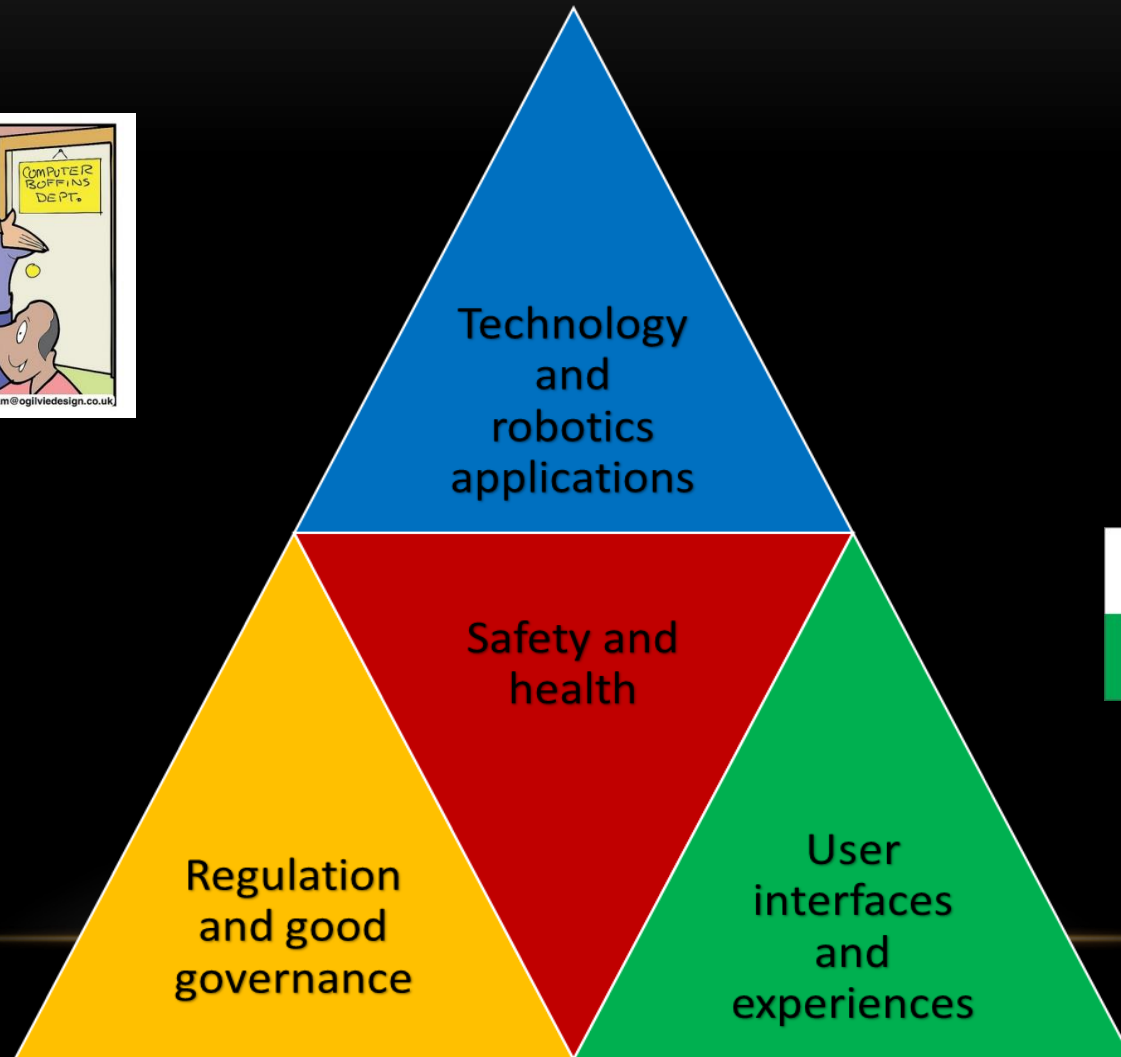 COMPUTER
BOFFINS
DEPT.
m@ogilviedesign.co.uk
Technology
and
robotics
applications
Safety and
health
Regulation
and good
governance
User
interfaces
and
experiences